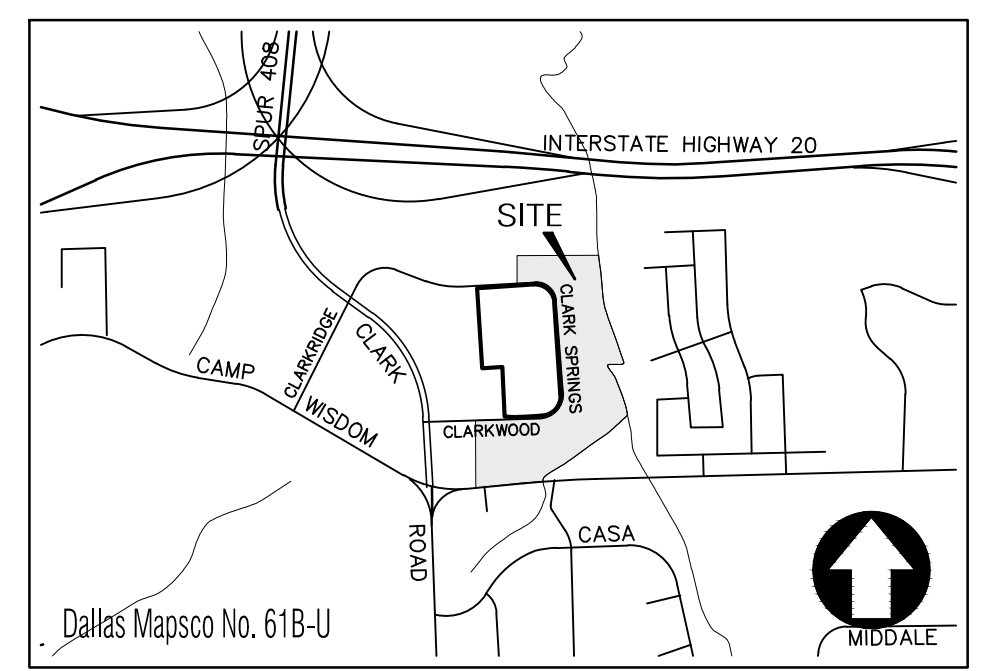 SPUR 408
INTERSTATE HIGHWAY 20
SITE
CLARK SPRINGS
CLARKRIDGE
CLARK
CAMP
WISDOM
CLARKWOOD
ROAD
CASA
Dallas Mapsco No. 61B-U
MIDDALE